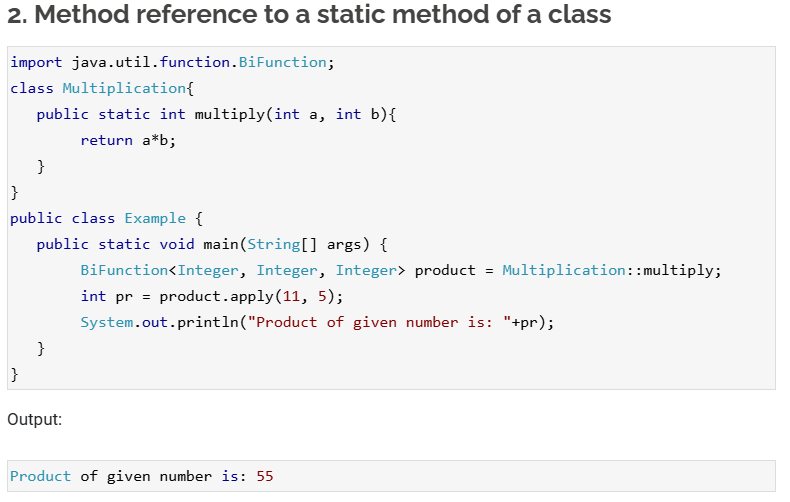 2. Method reference to a static method of a class
import java.util.function.BiFunction;
class Multiplication{
   public static int multiply(int a, int b){
        return a*b;
   }
}
public class Example {
   public static void main(String[] args) {
        BiFunction<Integer, Integer, Integer> product = Multiplication::multiply;
        int pr = product.apply(11, 5);
        System.out.println("Product of given number is: "+pr);
   }
}
Output:
Product of given number is: 55